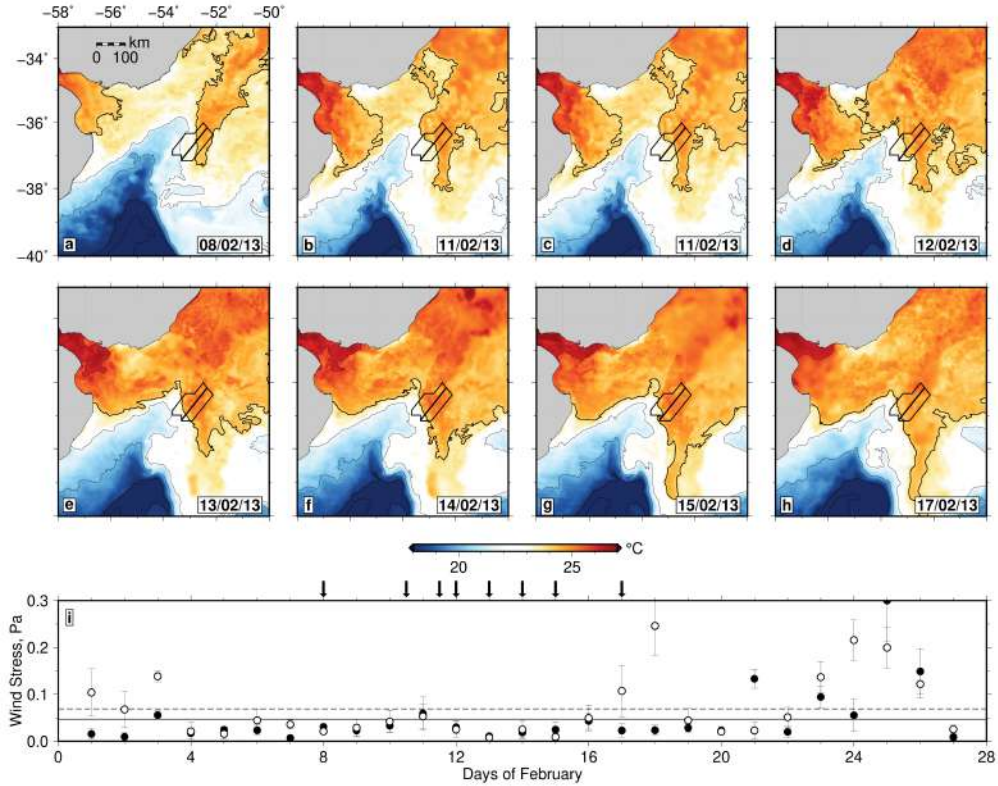 −58° −56° −54° −52° −50°
−34°
−36°
−38°
−40°
km
0 100
a 08/02/13
b 11/02/13
c 11/02/13
d 12/02/13
e 13/02/13
f 14/02/13
g 15/02/13
h 17/02/13
°C
20 25
i
Wind Stress, Pa
0.3
0.2
0.1
0.0
0 4 8 12 16 20 24 28
Days of February